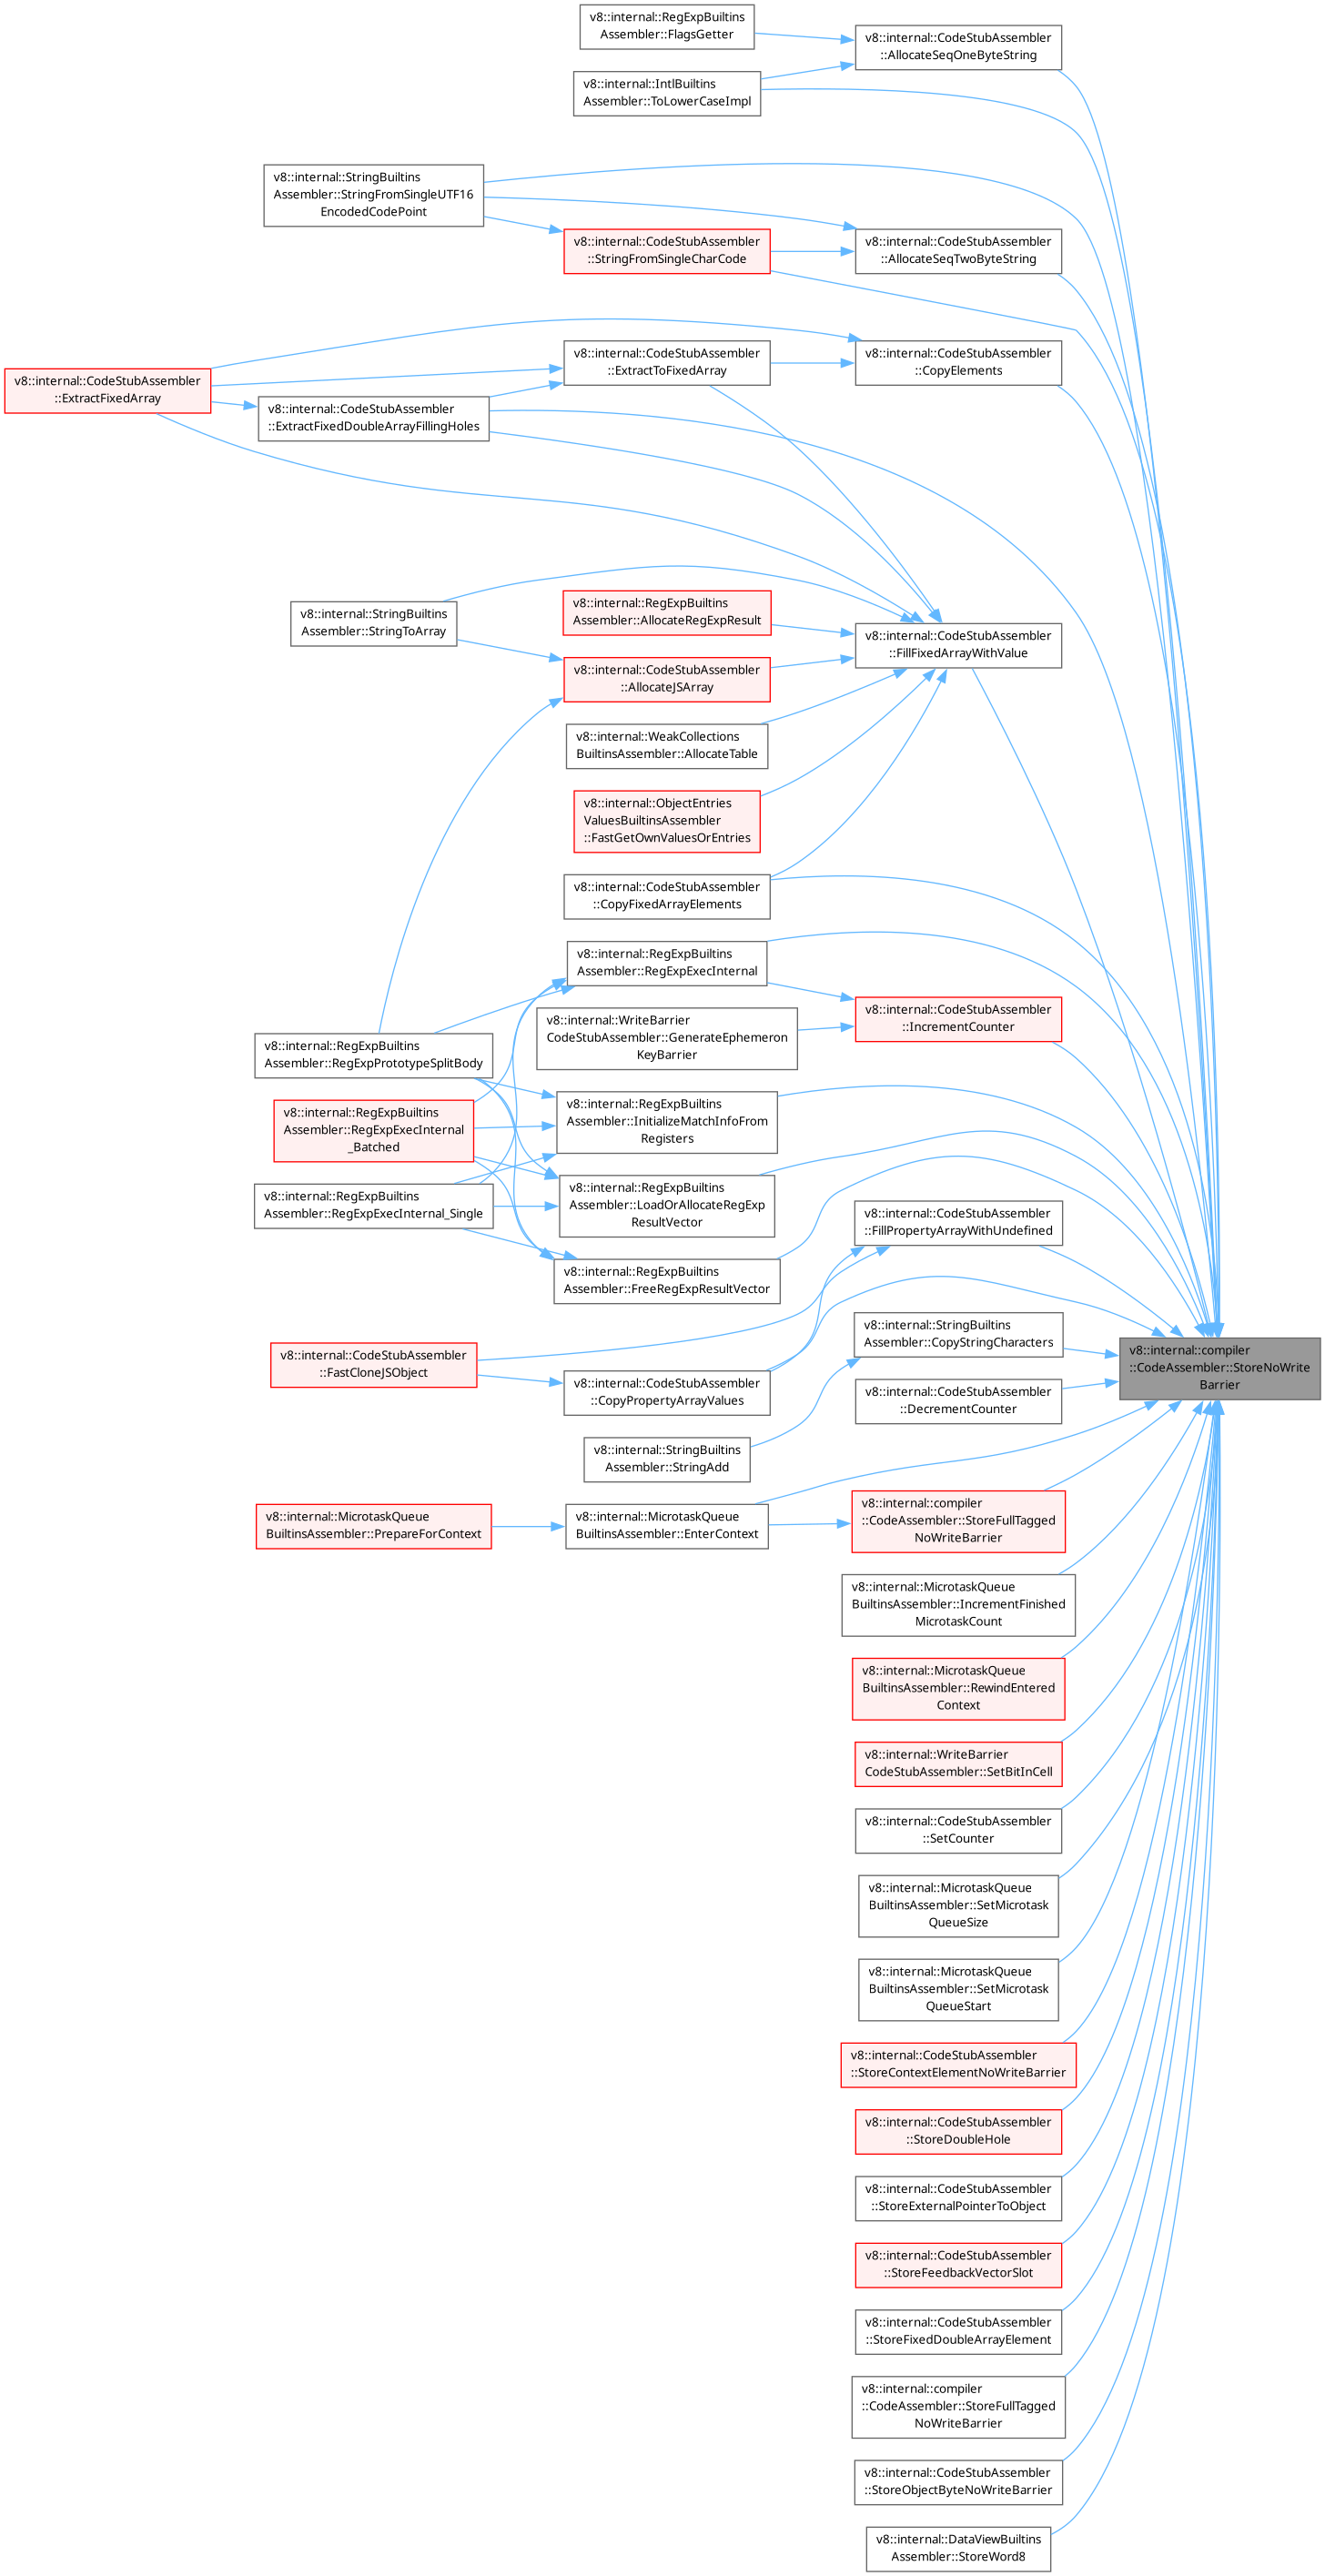 v8::internal::RegExpBuiltins
Assembler::FlagsGetter
v8::internal::CodeStubAssembler
::AllocateSeqOneByteString
v8::internal::IntlBuiltins
Assembler::ToLowerCaseImpl
v8::internal::StringBuiltins
Assembler::StringFromSingleUTF16
EncodedCodePoint
v8::internal::CodeStubAssembler
::StringFromSingleCharCode
v8::internal::CodeStubAssembler
::AllocateSeqTwoByteString
v8::internal::CodeStubAssembler
::ExtractFixedArray
v8::internal::CodeStubAssembler
::ExtractToFixedArray
v8::internal::CodeStubAssembler
::CopyElements
v8::internal::CodeStubAssembler
::ExtractFixedDoubleArrayFillingHoles
v8::internal::StringBuiltins
Assembler::StringToArray
v8::internal::RegExpBuiltins
Assembler::AllocateRegExpResult
v8::internal::CodeStubAssembler
::FillFixedArrayWithValue
v8::internal::CodeStubAssembler
::AllocateJSArray
v8::internal::WeakCollections
BuiltinsAssembler::AllocateTable
v8::internal::ObjectEntries
ValuesBuiltinsAssembler
::FastGetOwnValuesOrEntries
v8::internal::CodeStubAssembler
::CopyFixedArrayElements
v8::internal::RegExpBuiltins
Assembler::RegExpExecInternal
v8::internal::CodeStubAssembler
::IncrementCounter
v8::internal::WriteBarrier
CodeStubAssembler::GenerateEphemeron
KeyBarrier
v8::internal::RegExpBuiltins
Assembler::RegExpPrototypeSplitBody
v8::internal::RegExpBuiltins
Assembler::RegExpExecInternal
_Batched
v8::internal::RegExpBuiltins
Assembler::InitializeMatchInfoFrom
Registers
v8::internal::RegExpBuiltins
Assembler::RegExpExecInternal_Single
v8::internal::RegExpBuiltins
Assembler::LoadOrAllocateRegExp
ResultVector
v8::internal::CodeStubAssembler
::FillPropertyArrayWithUndefined
v8::internal::RegExpBuiltins
Assembler::FreeRegExpResultVector
v8::internal::CodeStubAssembler
::FastCloneJSObject
v8::internal::CodeStubAssembler
::CopyPropertyArrayValues
v8::internal::StringBuiltins
Assembler::CopyStringCharacters
v8::internal::compiler
::CodeAssembler::StoreNoWrite
Barrier
v8::internal::CodeStubAssembler
::DecrementCounter
v8::internal::StringBuiltins
Assembler::StringAdd
v8::internal::MicrotaskQueue
BuiltinsAssembler::PrepareForContext
v8::internal::MicrotaskQueue
BuiltinsAssembler::EnterContext
v8::internal::compiler
::CodeAssembler::StoreFullTagged
NoWriteBarrier
v8::internal::MicrotaskQueue
BuiltinsAssembler::IncrementFinished
MicrotaskCount
v8::internal::MicrotaskQueue
BuiltinsAssembler::RewindEntered
Context
v8::internal::WriteBarrier
CodeStubAssembler::SetBitInCell
v8::internal::CodeStubAssembler
::SetCounter
v8::internal::MicrotaskQueue
BuiltinsAssembler::SetMicrotask
QueueSize
v8::internal::MicrotaskQueue
BuiltinsAssembler::SetMicrotask
QueueStart
v8::internal::CodeStubAssembler
::StoreContextElementNoWriteBarrier
v8::internal::CodeStubAssembler
::StoreDoubleHole
v8::internal::CodeStubAssembler
::StoreExternalPointerToObject
v8::internal::CodeStubAssembler
::StoreFeedbackVectorSlot
v8::internal::CodeStubAssembler
::StoreFixedDoubleArrayElement
v8::internal::compiler
::CodeAssembler::StoreFullTagged
NoWriteBarrier
v8::internal::CodeStubAssembler
::StoreObjectByteNoWriteBarrier
v8::internal::DataViewBuiltins
Assembler::StoreWord8